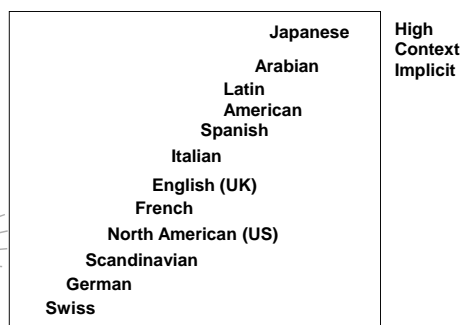 Japanese
Arabian
Latin
American
Spanish
Italian
English (UK)
French
North American (US)
Scandinavian
German
Swiss
High
Context
Implicit